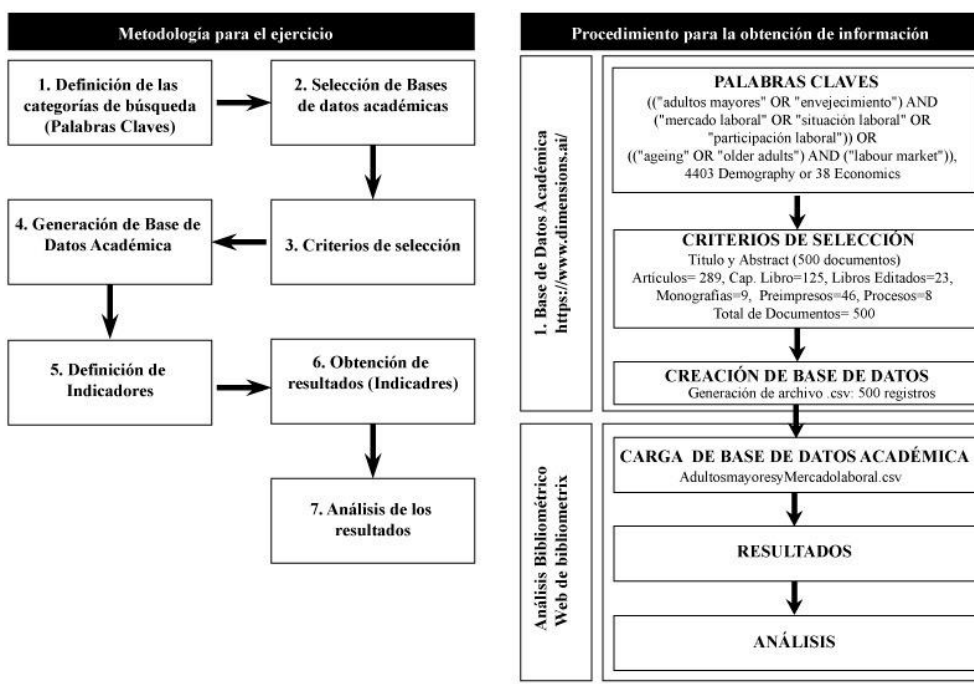 Metodología para el ejercicio
1. Definición de las
categorías de búsqueda
(Palabras Claves)
2. Selección de Bases
de datos académicas
3. Criterios de selección
4. Generación de Base de
Datos Académica
5. Definición de
Indicadores
6. Obtención de
resultados (Indicadres)
7. Análisis de los
resultados
Procedimiento para la obtención de información
1. Base de Datos Académica
https://www.dimensions.ai/
PALABRAS CLAVES
(("adultos mayores" OR "envejecimiento") AND
("mercado laboral" OR "situación laboral" OR
"participación laboral")) OR
(("ageing" OR "older adults") AND ("labour market")),
4403 Demography or 38 Economics
CRITERIOS DE SELECCIÓN
Titulo y Abstract (500 documentos)
Artículos= 289, Cap. Libro=125, Libros Editados=23,
Monografías=9, Preimpresos=46, Procesos=8
Total de Documentos= 500
CREACIÓN DE BASE DE DATOS
Generación de archivo .csv: 500 registros
Análisis Bibliométrico
Web de bibliometrix
CARGA DE BASE DE DATOS ACADÉMICA
AdultosmayoresyMercadolaboral.csv
RESULTADOS
ANÁLISIS